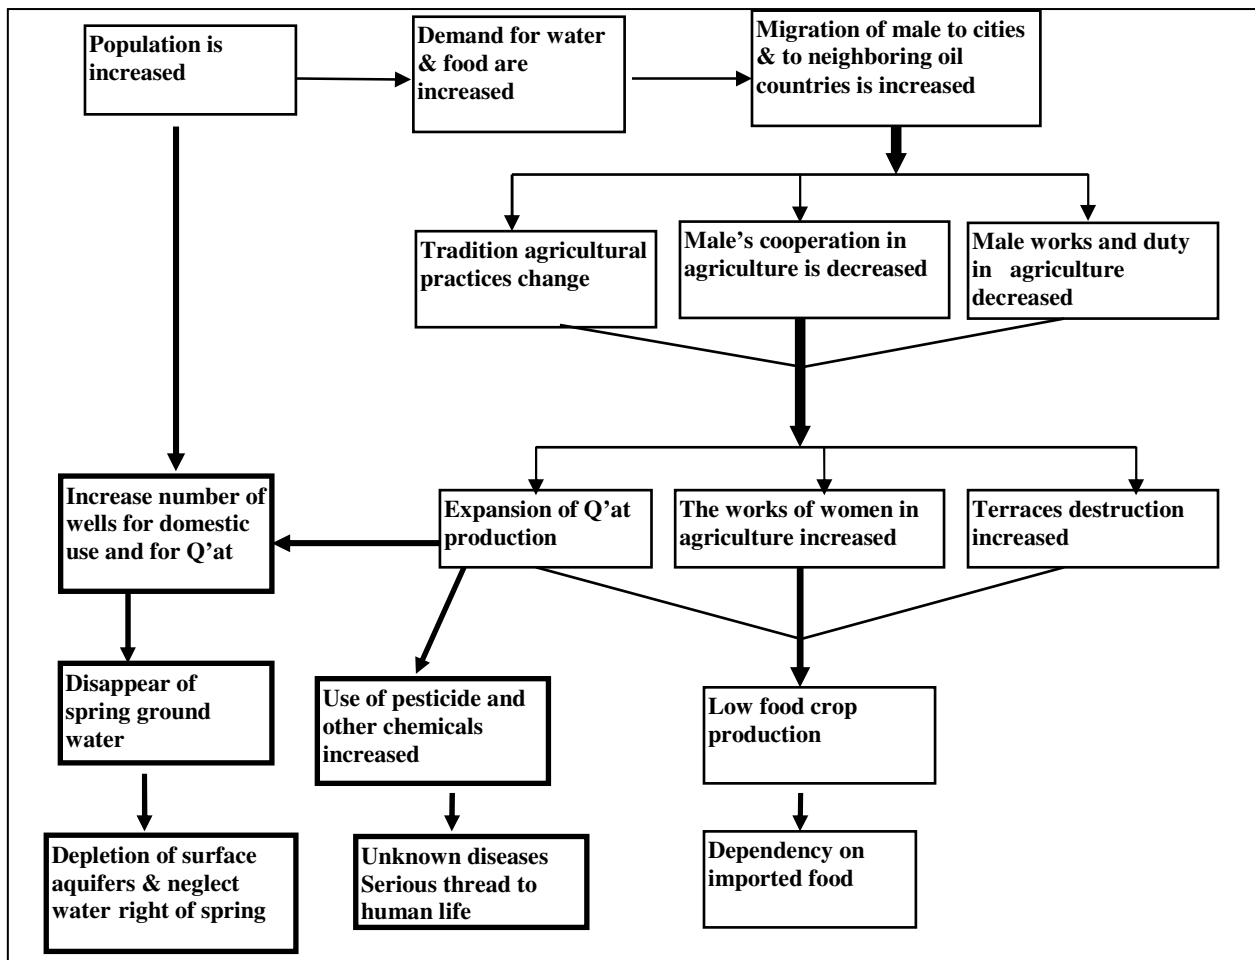 Population is
increased
Demand for water
& food are
increased
Migration of male to cities
& to neighboring oil
countries is increased
Tradition agricultural
practices change
Male's cooperation in
agriculture is decreased
Male works and duty
in agriculture
decreased
Increase number of
wells for domestic
use and for Q'at
Expansion of Q'at
production
The works of women in
agriculture increased
Terraces destruction
increased
Disappear of
spring ground
water
Use of pesticide and
other chemicals
increased
Low food crop
production
Depletion of surface
aquifers & neglect
water right of spring
Unknown diseases
Serious thread to
human life
Dependency on
imported food